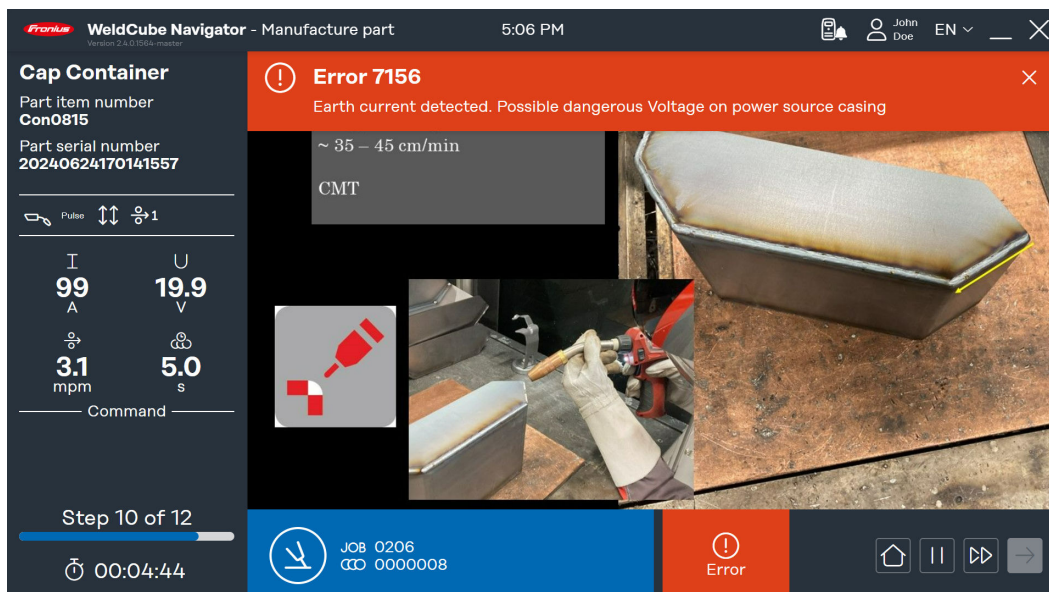 Fronius WeldCube Navigator - Manufacture part 5:06 PM John Doe EN
Version 2.4.0.1564-master
Cap Container
Part item number
Con0815
Part serial number
20240624170141557
Pulse 1
I U
99 19.9
A V
3.1 5.0
mpm s
Command
Step 10 of 12
00:04:44
Error 7156
Earth current detected. Possible dangerous Voltage on power source casing
~ 35 – 45 cm/min
CMT
JOB 0206
0000008
Error